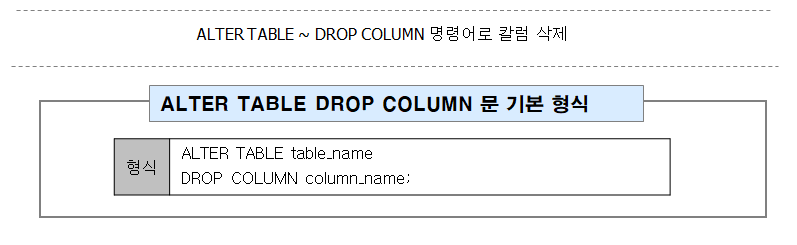 ALTER TABLE ~ DROP COLUMN 명령어로 칼럼 삭제
ALTER TABLE DROP COLUMN 문 기본 형식
형식
ALTER TABLE table_name
DROP COLUMN column_name;